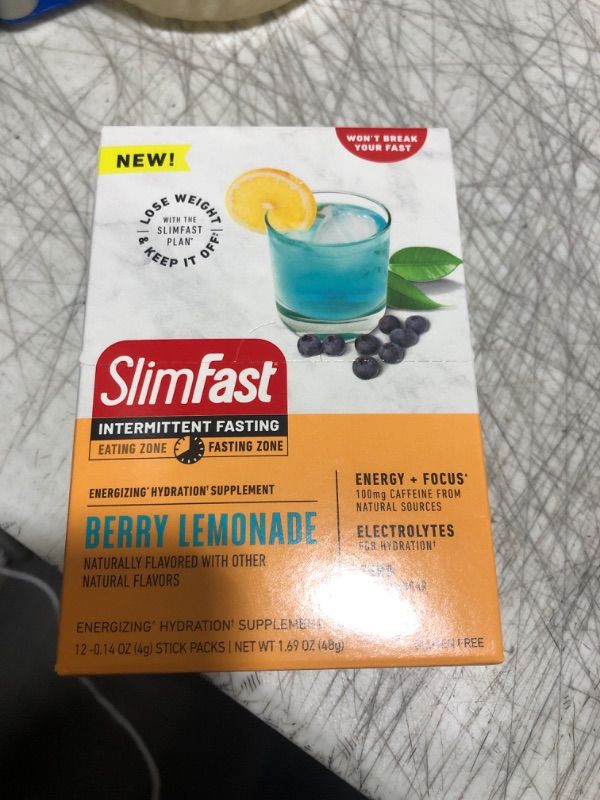 NEW!
WON'T BREAK
YOUR FAST
LOSE WEIGHT
WITH THE
SLIMFAST
PLAN*
& KEEP IT OFF!*
SlimFast
INTERMITTENT FASTING
EATING ZONE FASTING ZONE
ENERGIZING* HYDRATION† SUPPLEMENT
BERRY LEMONADE
NATURALLY FLAVORED WITH OTHER
NATURAL FLAVORS
ENERGY + FOCUS*
100mg CAFFEINE FROM
NATURAL SOURCES
ELECTROLYTES
FOR HYDRATION†
ENERGIZING* HYDRATION† SUPPLEMENT
12 -0.14 OZ (4g) STICK PACKS | NET WT 1.69 OZ (48g)
GLUTEN FREE